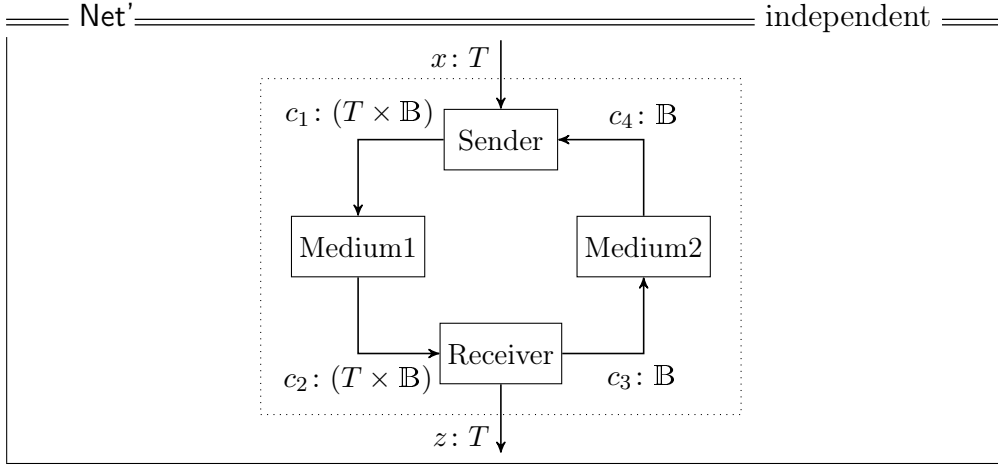 Net' independent
x: T
c₁: (T × 𝔹) c₄: 𝔹
Sender
Medium1 Medium2
Receiver
c₂: (T × 𝔹) c₃: 𝔹
z: T